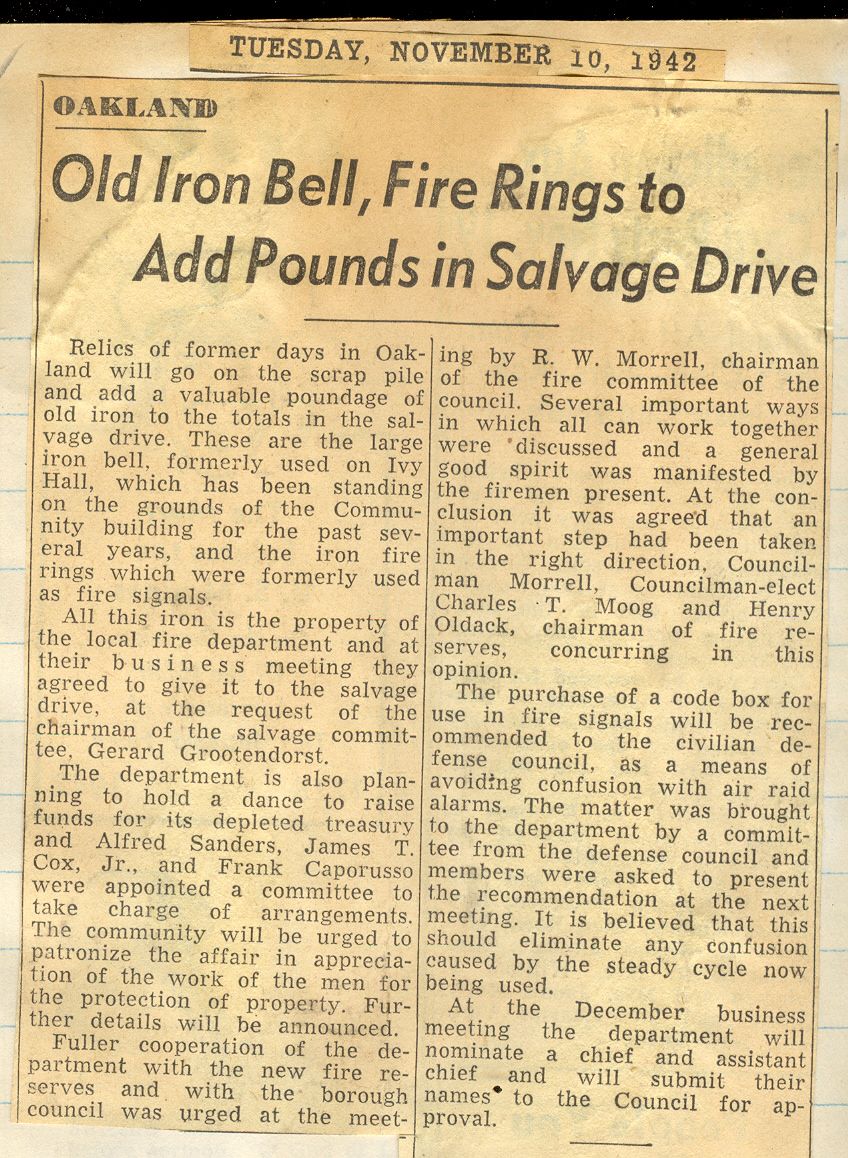 TUESDAY, NOVEMBER 10, 1942
OAKLAND
Old Iron Bell, Fire Rings to
Add Pounds in Salvage Drive
Relics of former days in Oak-
land will go on the scrap pile
and add a valuable poundage of
old iron to the totals in the sal-
vage drive. These are the large
iron bell, formerly used on Ivy
Hall, which has been standing
on the grounds of the Commu-
nity building for the past sev-
eral years, and the iron fire
rings which were formerly used
as fire signals.
All this iron is the property of
the local fire department and at
their business meeting they
agreed to give it to the salvage
drive, at the request of the
chairman of the salvage commit-
tee, Gerard Grootendorst.
The department is also plan-
ning to hold a dance to raise
funds for its depleted treasury
and Alfred Sanders, James T.
Cox, Jr., and Frank Caporusso
were appointed a committee to
take charge of arrangements.
The community will be urged to
patronize the affair in apprecia-
tion of the work of the men for
the protection of property. Fur-
ther details will be announced.
Fuller cooperation of the de-
partment with the new fire re-
serves and with the borough
council was urged at the meet-
ing by R. W. Morrell, chairman
of the fire committee of the
council. Several important ways
in which all can work together
were discussed and a general
good spirit was manifested by
the firemen present. At the con-
clusion it was agreed that an
important step had been taken
in the right direction, Council-
man Morrell, Councilman-elect
Charles T. Moog and Henry
Oldack, chairman of fire re-
serves, concurring in this
opinion.
The purchase of a code box for
use in fire signals will be rec-
ommended to the civilian de-
fense council, as a means of
avoiding confusion with air raid
alarms. The matter was brought
to the department by a commit-
tee from the defense council and
members were asked to present
the recommendation at the next
meeting. It is believed that this
should eliminate any confusion
caused by the steady cycle now
being used.
At the December business
meeting the department will
nominate a chief and assistant
chief and will submit their
names to the Council for ap-
proval.